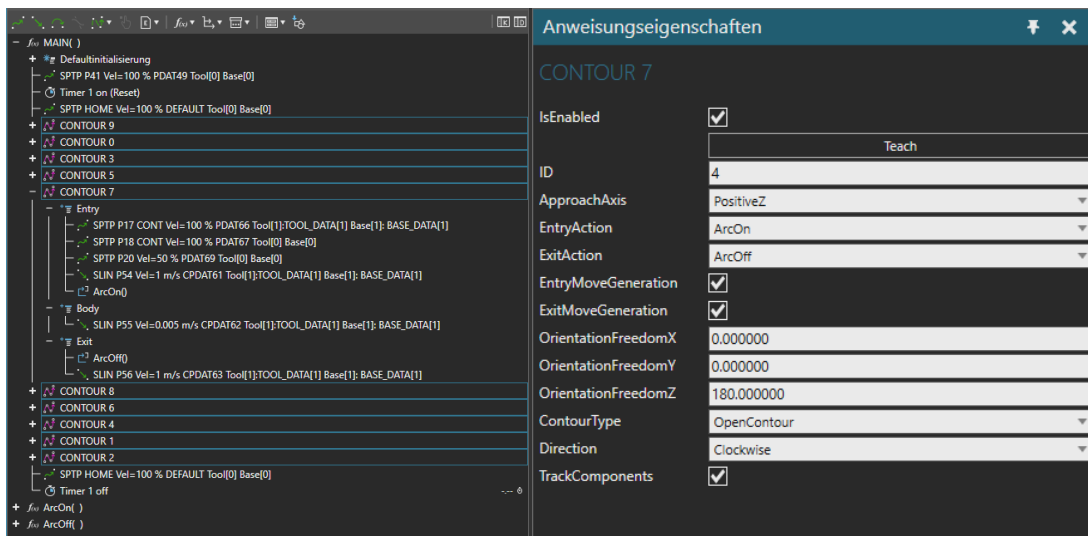 MAIN( )
Defaultinitialisierung
SPTP P41 Vel=100 % PDAT49 Tool[0] Base[0]
Timer 1 on (Reset)
SPTP HOME Vel=100 % DEFAULT Tool[0] Base[0]
CONTOUR 9
CONTOUR 0
CONTOUR 3
CONTOUR 5
CONTOUR 7
Entry
SPTP P17 CONT Vel=100 % PDAT66 Tool[1]:TOOL_DATA[1] Base[1]: BASE_DATA[1]
SPTP P18 CONT Vel=100 % PDAT67 Tool[0] Base[0]
SPTP P20 Vel=50 % PDAT69 Tool[0] Base[0]
SLIN P54 Vel=1 m/s CPDAT61 Tool[1]:TOOL_DATA[1] Base[1]: BASE_DATA[1]
ArcOn()
Body
SLIN P55 Vel=0.005 m/s CPDAT62 Tool[1]:TOOL_DATA[1] Base[1]: BASE_DATA[1]
Exit
ArcOff()
SLIN P56 Vel=1 m/s CPDAT63 Tool[1]:TOOL_DATA[1] Base[1]: BASE_DATA[1]
CONTOUR 8
CONTOUR 6
CONTOUR 4
CONTOUR 1
CONTOUR 2
SPTP HOME Vel=100 % DEFAULT Tool[0] Base[0]
Timer 1 off
ArcOn( )
ArcOff( )
Anweisungseigenschaften
CONTOUR 7
IsEnabled
Teach
ID 4
ApproachAxis PositiveZ
EntryAction ArcOn
ExitAction ArcOff
EntryMoveGeneration
ExitMoveGeneration
OrientationFreedomX 0.000000
OrientationFreedomY 0.000000
OrientationFreedomZ 180.000000
ContourType OpenContour
Direction Clockwise
TrackComponents